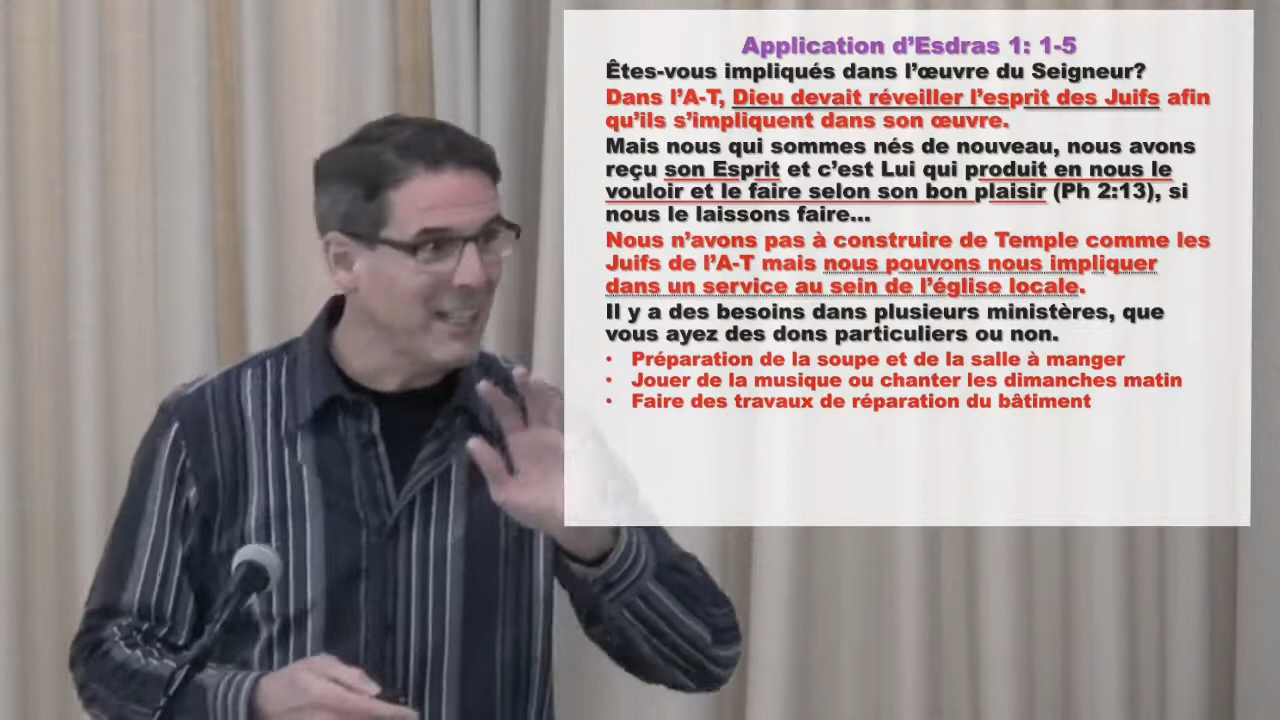 Application d'Esdras 1: 1-5
Êtes-vous impliqués dans l'œuvre du Seigneur?
Dans l'A-T, Dieu devait réveiller l'esprit des Juifs afin
qu'ils s'impliquent dans son œuvre.
Mais nous qui sommes nés de nouveau, nous avons
reçu son Esprit et c'est Lui qui produit en nous le
vouloir et le faire selon son bon plaisir (Ph 2:13), si
nous le laissons faire...
Nous n'avons pas à construire de Temple comme les
Juifs de l'A-T mais nous pouvons nous impliquer
dans un service au sein de l'église locale.
Il y a des besoins dans plusieurs ministères, que
vous ayez des dons particuliers ou non.
• Préparation de la soupe et de la salle à manger
• Jouer de la musique ou chanter les dimanches matin
• Faire des travaux de réparation du bâtiment